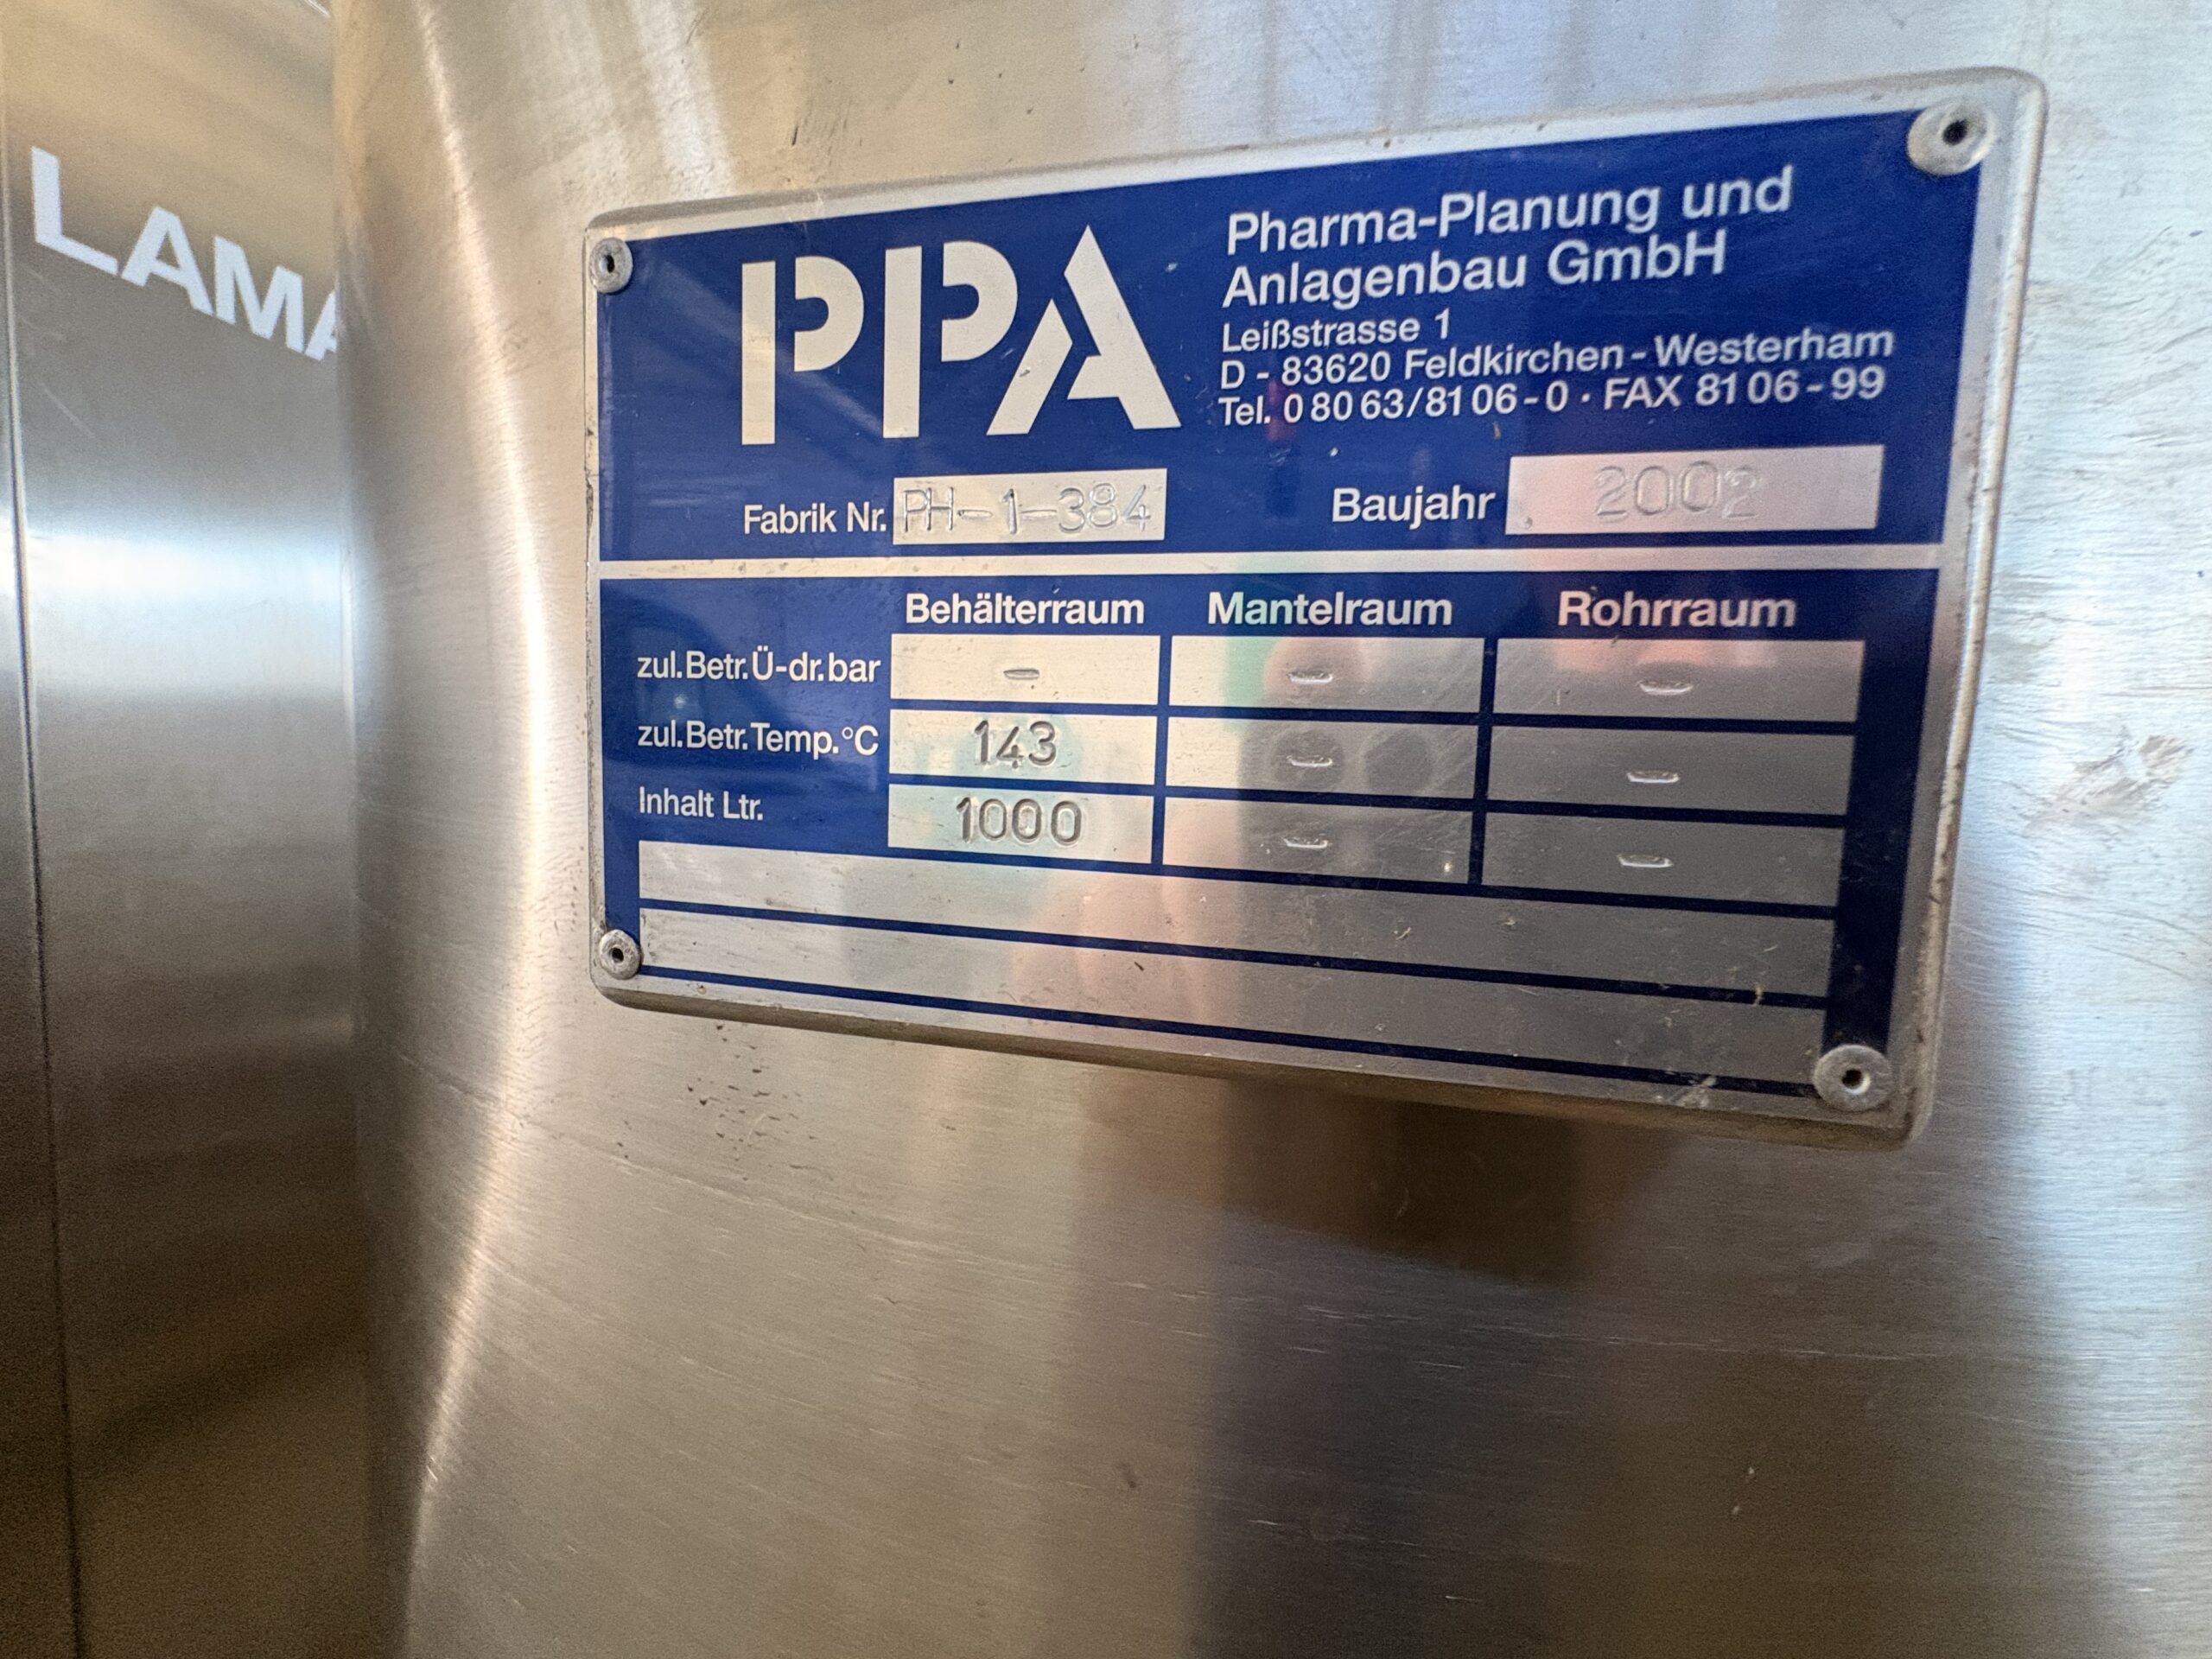 LAMA
PPA
Pharma-Planung und
Anlagenbau GmbH
Leißstrasse 1
D - 83620 Feldkirchen - Westerham
Tel. 0 80 63/81 06 - 0 · FAX 81 06 - 99
Fabrik Nr. PH-1-384 Baujahr 2002
Behälterraum Mantelraum Rohrraum
zul.Betr.Ü-dr.bar - - -
zul.Betr.Temp.°C 143 - -
Inhalt Ltr. 1000 - -